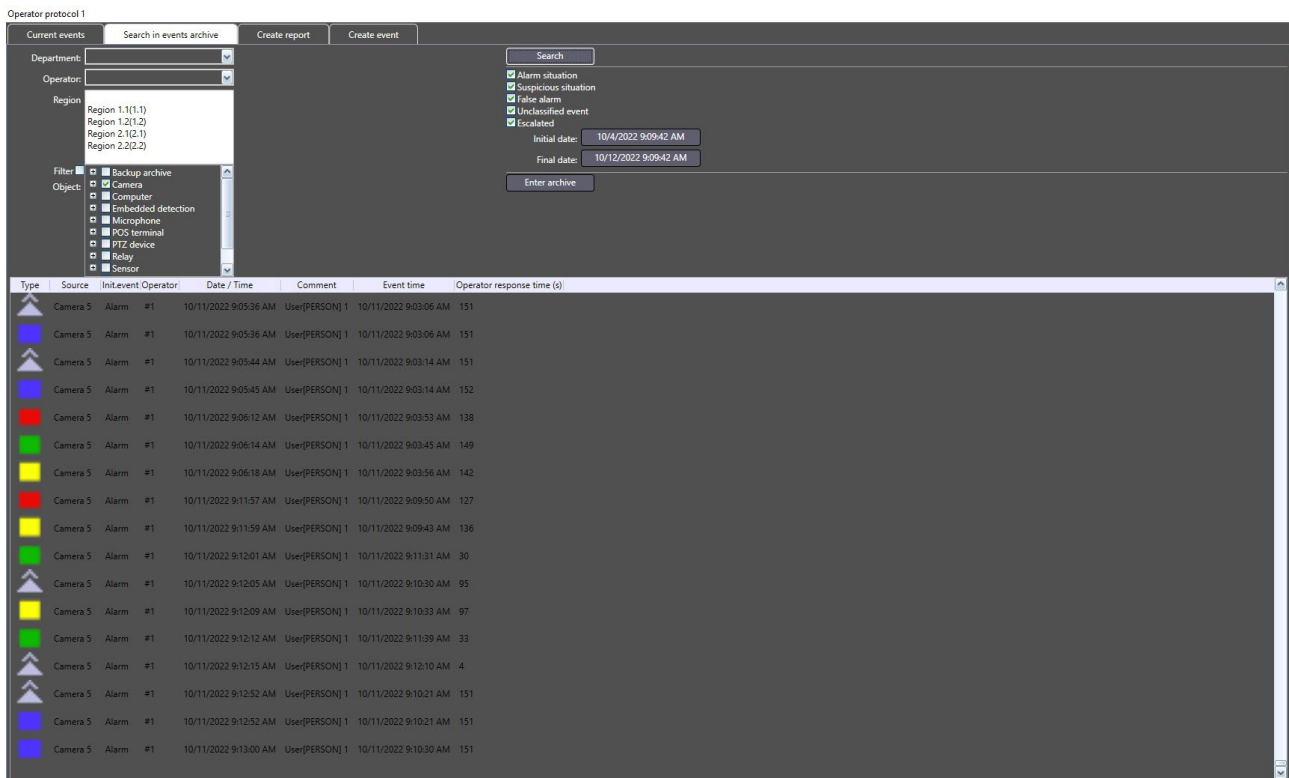 Operator protocol 1
Current events Search in events archive Create report Create event
Department:
Operator:
Region
Region 1.1(1.1)
Region 1.2(1.2)
Region 2.1(2.1)
Region 2.2(2.2)
Filter
Object:
Backup archive
Camera
Computer
Embedded detection
Microphone
POS terminal
PTZ device
Relay
Sensor
Search
Alarm situation
Suspicious situation
False alarm
Unclassified event
Escalated
Initial date: 10/4/2022 9:09:42 AM
Final date: 10/12/2022 9:09:42 AM
Enter archive
Type Source Init.event Operator Date / Time Comment Event time Operator response time (s)
Camera 5 Alarm #1 10/11/2022 9:05:36 AM User[PERSON] 1 10/11/2022 9:03:06 AM 151
Camera 5 Alarm #1 10/11/2022 9:05:36 AM User[PERSON] 1 10/11/2022 9:03:06 AM 151
Camera 5 Alarm #1 10/11/2022 9:05:44 AM User[PERSON] 1 10/11/2022 9:03:14 AM 151
Camera 5 Alarm #1 10/11/2022 9:05:45 AM User[PERSON] 1 10/11/2022 9:03:14 AM 152
Camera 5 Alarm #1 10/11/2022 9:06:12 AM User[PERSON] 1 10/11/2022 9:03:53 AM 138
Camera 5 Alarm #1 10/11/2022 9:06:14 AM User[PERSON] 1 10/11/2022 9:03:45 AM 149
Camera 5 Alarm #1 10/11/2022 9:06:18 AM User[PERSON] 1 10/11/2022 9:03:56 AM 142
Camera 5 Alarm #1 10/11/2022 9:11:57 AM User[PERSON] 1 10/11/2022 9:09:50 AM 127
Camera 5 Alarm #1 10/11/2022 9:11:59 AM User[PERSON] 1 10/11/2022 9:09:43 AM 136
Camera 5 Alarm #1 10/11/2022 9:12:01 AM User[PERSON] 1 10/11/2022 9:11:31 AM 30
Camera 5 Alarm #1 10/11/2022 9:12:05 AM User[PERSON] 1 10/11/2022 9:10:30 AM 95
Camera 5 Alarm #1 10/11/2022 9:12:09 AM User[PERSON] 1 10/11/2022 9:10:33 AM 97
Camera 5 Alarm #1 10/11/2022 9:12:12 AM User[PERSON] 1 10/11/2022 9:11:39 AM 33
Camera 5 Alarm #1 10/11/2022 9:12:15 AM User[PERSON] 1 10/11/2022 9:12:10 AM 4
Camera 5 Alarm #1 10/11/2022 9:12:52 AM User[PERSON] 1 10/11/2022 9:10:21 AM 151
Camera 5 Alarm #1 10/11/2022 9:12:52 AM User[PERSON] 1 10/11/2022 9:10:21 AM 151
Camera 5 Alarm #1 10/11/2022 9:13:00 AM User[PERSON] 1 10/11/2022 9:10:30 AM 151